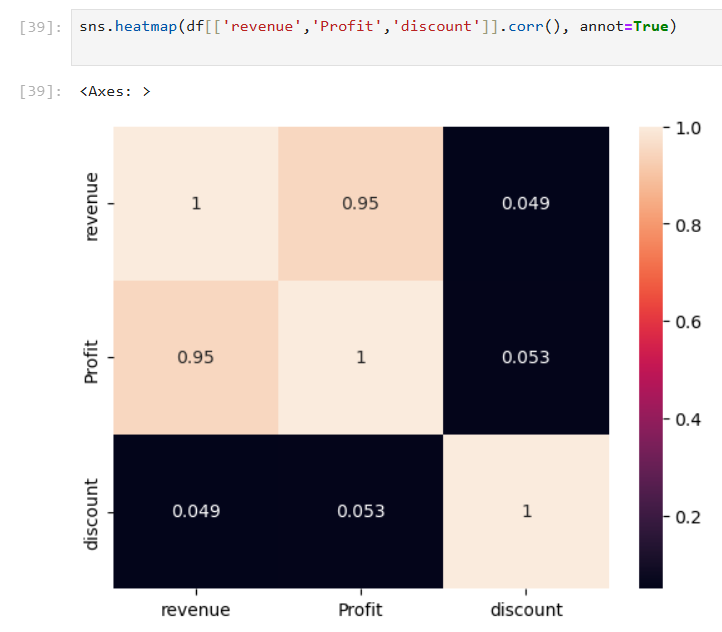 [39]: sns.heatmap(df[['revenue','Profit','discount']].corr(), annot=True)
[39]: <Axes: >
1.0
revenue 1 0.95 0.049
0.8
0.6
Profit 0.95 1 0.053
0.4
discount 0.049 0.053 1
0.2
revenue Profit discount